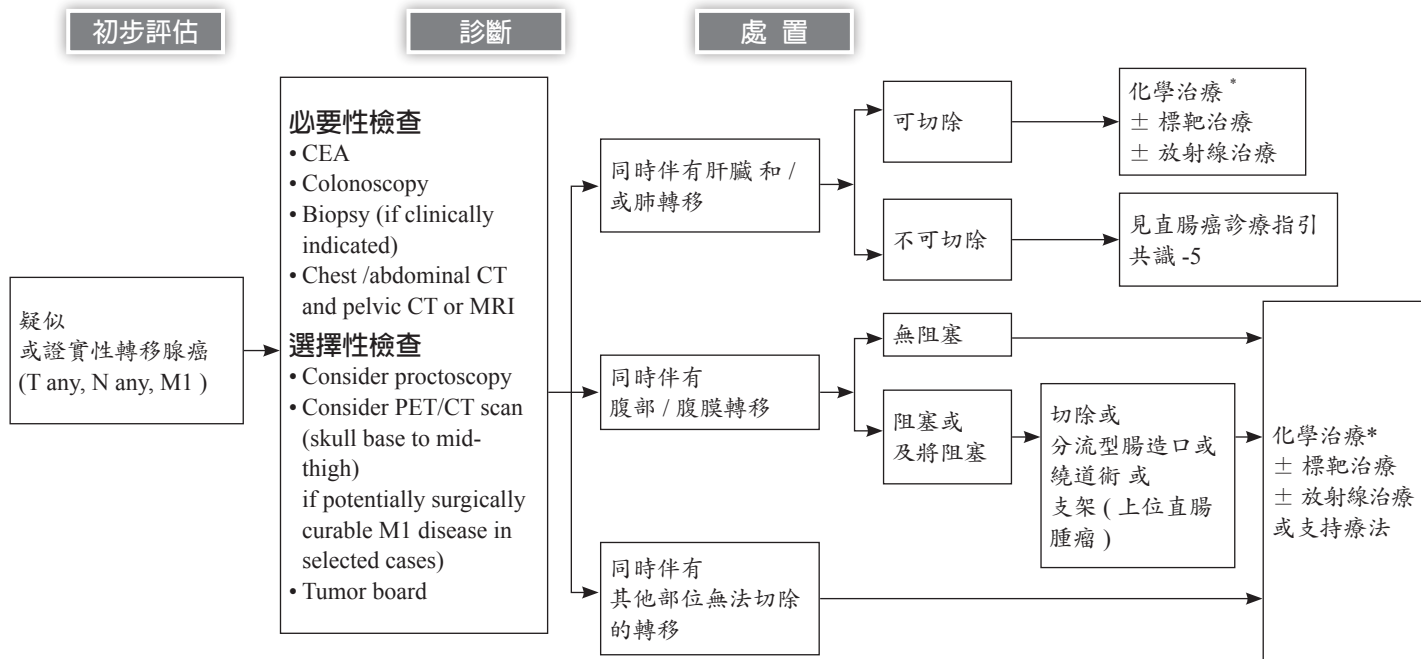 初步評估
診斷
處 置
疑似
或證實性轉移腺癌
(T any, N any, M1 )
必要性檢查
• CEA
• Colonoscopy
• Biopsy (if clinically
indicated)
• Chest /abdominal CT
and pelvic CT or MRI
選擇性檢查
• Consider proctoscopy
• Consider PET/CT scan
(skull base to mid-
thigh)
if potentially surgically
curable M1 disease in
selected cases)
• Tumor board
同時伴有肝臟 和 /
或肺轉移
可切除
化學治療 *
± 標靶治療
± 放射線治療
不可切除
見直腸癌診療指引
共識 -5
同時伴有
腹部 / 腹膜轉移
無阻塞
阻塞或
及將阻塞
切除或
分流型腸造口或
繞道術 或
支架 ( 上位直腸
腫瘤 )
同時伴有
其他部位無法切除
的轉移
化學治療*
± 標靶治療
± 放射線治療
或支持療法